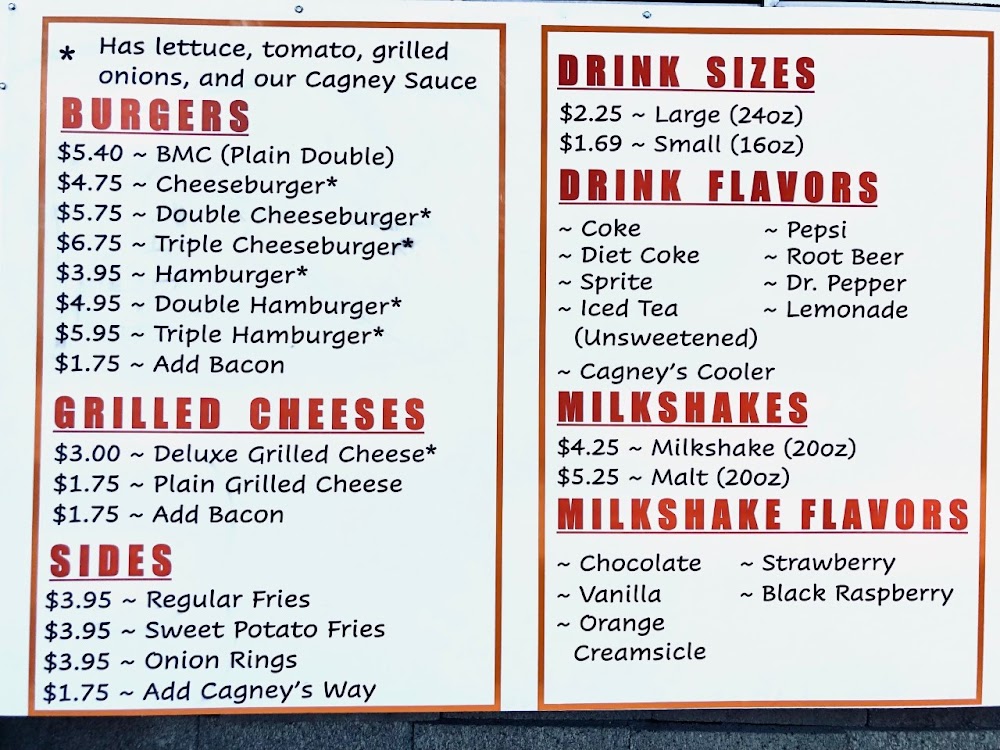 * Has lettuce, tomato, grilled
onions, and our Cagney Sauce
BURGERS
$5.40 ~ BMC (Plain Double)
$4.75 ~ Cheeseburger*
$5.75 ~ Double Cheeseburger*
$6.75 ~ Triple Cheeseburger*
$3.95 ~ Hamburger*
$4.95 ~ Double Hamburger*
$5.95 ~ Triple Hamburger*
$1.75 ~ Add Bacon
GRILLED CHEESES
$3.00 ~ Deluxe Grilled Cheese*
$1.75 ~ Plain Grilled Cheese
$1.75 ~ Add Bacon
SIDES
$3.95 ~ Regular Fries
$3.95 ~ Sweet Potato Fries
$3.95 ~ Onion Rings
$1.75 ~ Add Cagney's Way
DRINK SIZES
$2.25 ~ Large (24oz)
$1.69 ~ Small (16oz)
DRINK FLAVORS
~ Coke
~ Diet Coke
~ Sprite
~ Iced Tea
(Unsweetened)
~ Cagney's Cooler
~ Pepsi
~ Root Beer
~ Dr. Pepper
~ Lemonade
MILKSHAKES
$4.25 ~ Milkshake (20oz)
$5.25 ~ Malt (20oz)
MILKSHAKE FLAVORS
~ Chocolate
~ Vanilla
~ Orange
Creamsicle
~ Strawberry
~ Black Raspberry